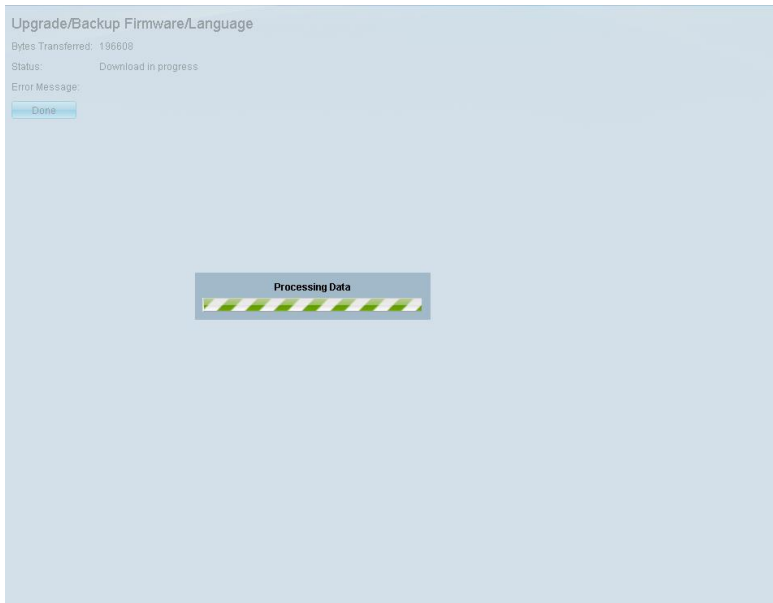 Upgrade/Backup Firmware/Language
Bytes Transferred: 196608
Status: Download in progress
Error Message:
Done
Processing Data